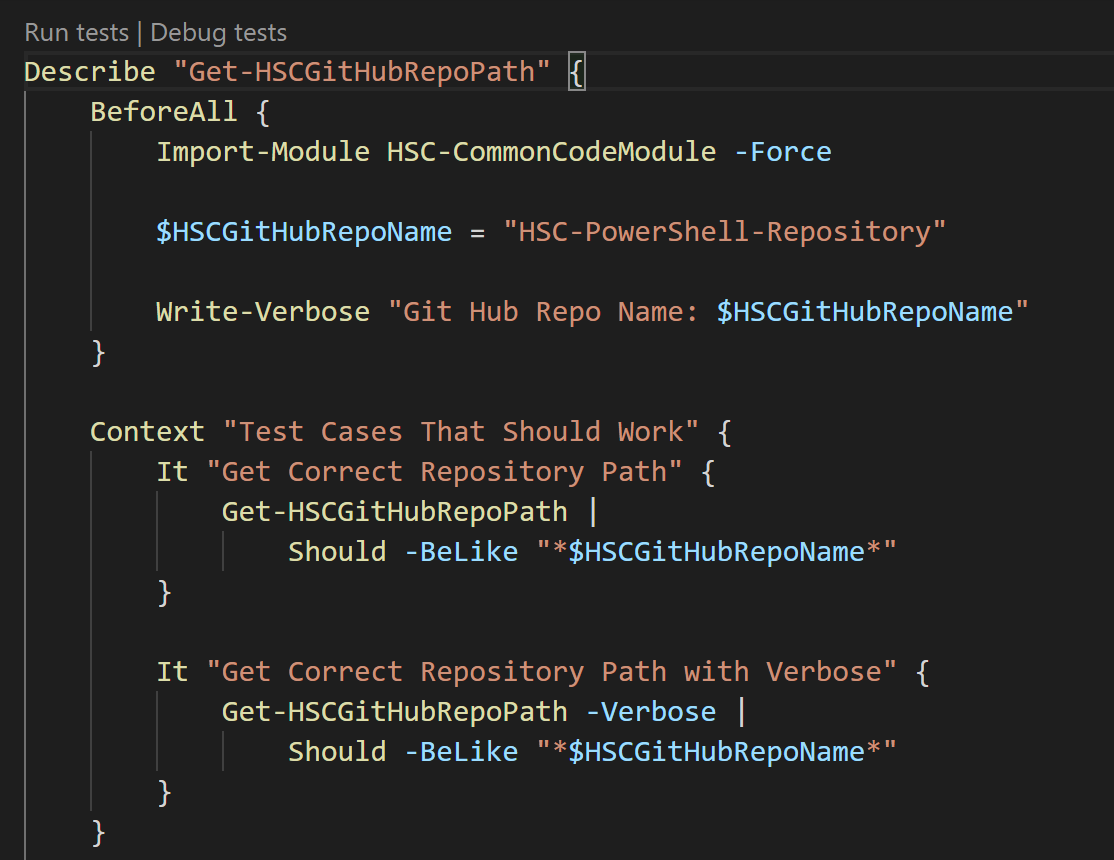 Run tests | Debug tests
Describe "Get-HSCGitHubRepoPath" {
    BeforeAll {
        Import-Module HSC-CommonCodeModule -Force

        $HSCGitHubRepoName = "HSC-PowerShell-Repository"

        Write-Verbose "Git Hub Repo Name: $HSCGitHubRepoName"
    }

    Context "Test Cases That Should Work" {
        It "Get Correct Repository Path" {
            Get-HSCGitHubRepoPath |
                Should -BeLike "*$HSCGitHubRepoName*"
        }

        It "Get Correct Repository Path with Verbose" {
            Get-HSCGitHubRepoPath -Verbose |
                Should -BeLike "*$HSCGitHubRepoName*"
        }
    }